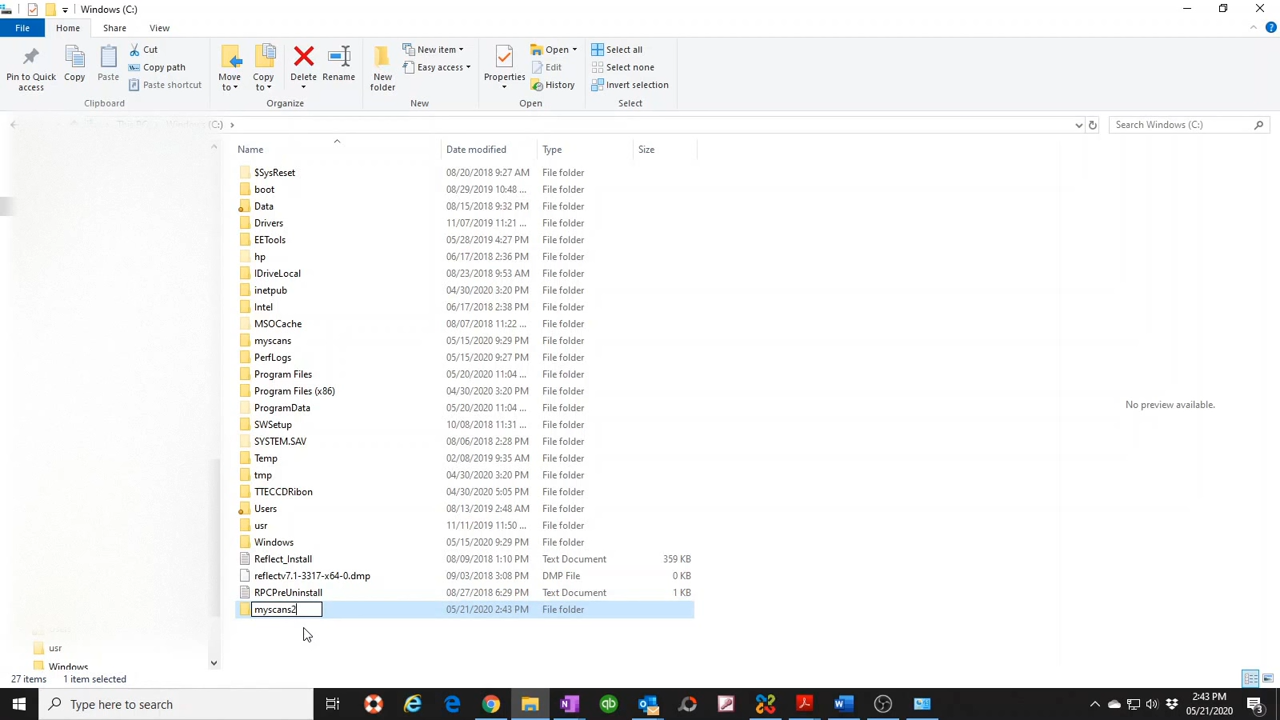 Windows (C:)
File Home Share View
Pin to Quick access
Copy
Paste
Cut
Copy path
Paste shortcut
Clipboard
Move to
Copy to
Delete
Rename
Organize
New folder
New item
Easy access
New
Properties
Open
Edit
History
Open
Select all
Select none
Invert selection
Select
(C:) Search Windows (C:)
Name Date modified Type Size
$SysReset 08/20/2018 9:27 AM File folder
boot 08/29/2019 10:48 ... File folder
Data 08/15/2018 9:32 PM File folder
Drivers 11/07/2019 11:21 ... File folder
EETools 05/28/2019 4:27 PM File folder
hp 06/17/2018 2:36 PM File folder
IDriveLocal 08/23/2018 9:53 AM File folder
inetpub 04/30/2020 3:20 PM File folder
Intel 06/17/2018 2:38 PM File folder
MSOCache 08/07/2018 11:22 ... File folder
myscans 05/15/2020 9:29 PM File folder
PerfLogs 05/15/2020 9:27 PM File folder
Program Files 05/20/2020 11:04 ... File folder
Program Files (x86) 04/30/2020 3:20 PM File folder
ProgramData 05/20/2020 11:04 ... File folder
SWSetup 10/08/2018 11:31 ... File folder
SYSTEM.SAV 08/06/2018 2:28 PM File folder
Temp 02/08/2019 9:35 AM File folder
tmp 04/30/2020 3:20 PM File folder
TTECCDRibon 04/30/2020 5:05 PM File folder
Users 08/13/2019 2:48 AM File folder
usr 11/11/2019 11:50 ... File folder
Windows 05/15/2020 9:29 PM File folder
Reflect_Install 08/09/2018 1:10 PM Text Document 359 KB
reflectv7.1-3317-x64-0.dmp 09/03/2018 3:08 PM DMP File 0 KB
RPCPreUninstall 08/27/2018 6:29 PM Text Document 1 KB
myscans2 05/21/2020 2:43 PM File folder
No preview available.
usr
Windows
27 items 1 item selected
Type here to search
2:43 PM
05/21/2020
3